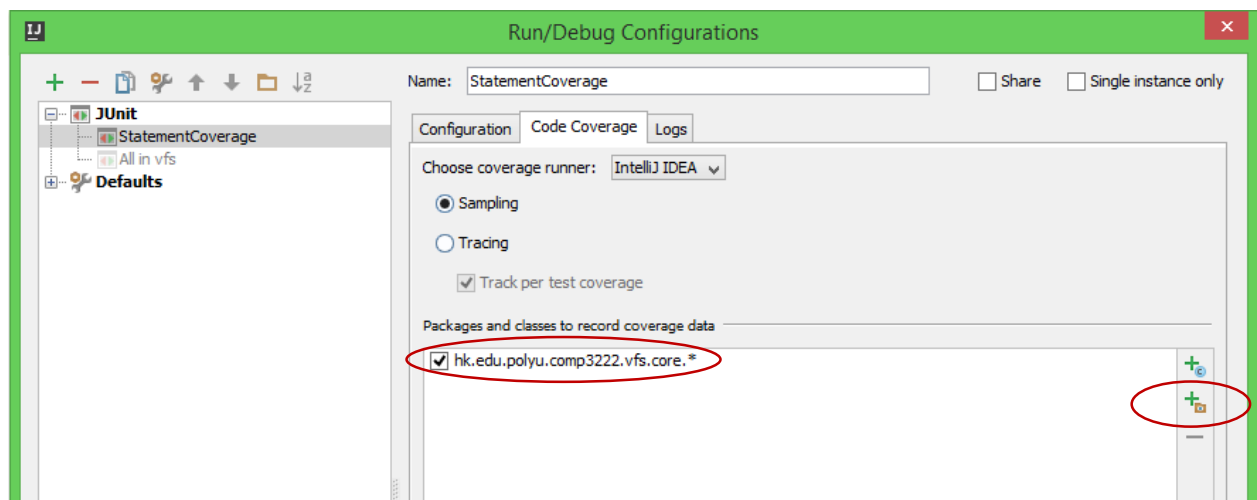 IJ
Run/Debug Configurations
Name: StatementCoverage Share Single instance only
JUnit
StatementCoverage
All in vfs
Defaults
Configuration Code Coverage Logs
Choose coverage runner: IntelliJ IDEA
Sampling
Tracing
Track per test coverage
Packages and classes to record coverage data
hk.edu.polyu.comp3222.vfs.core.*